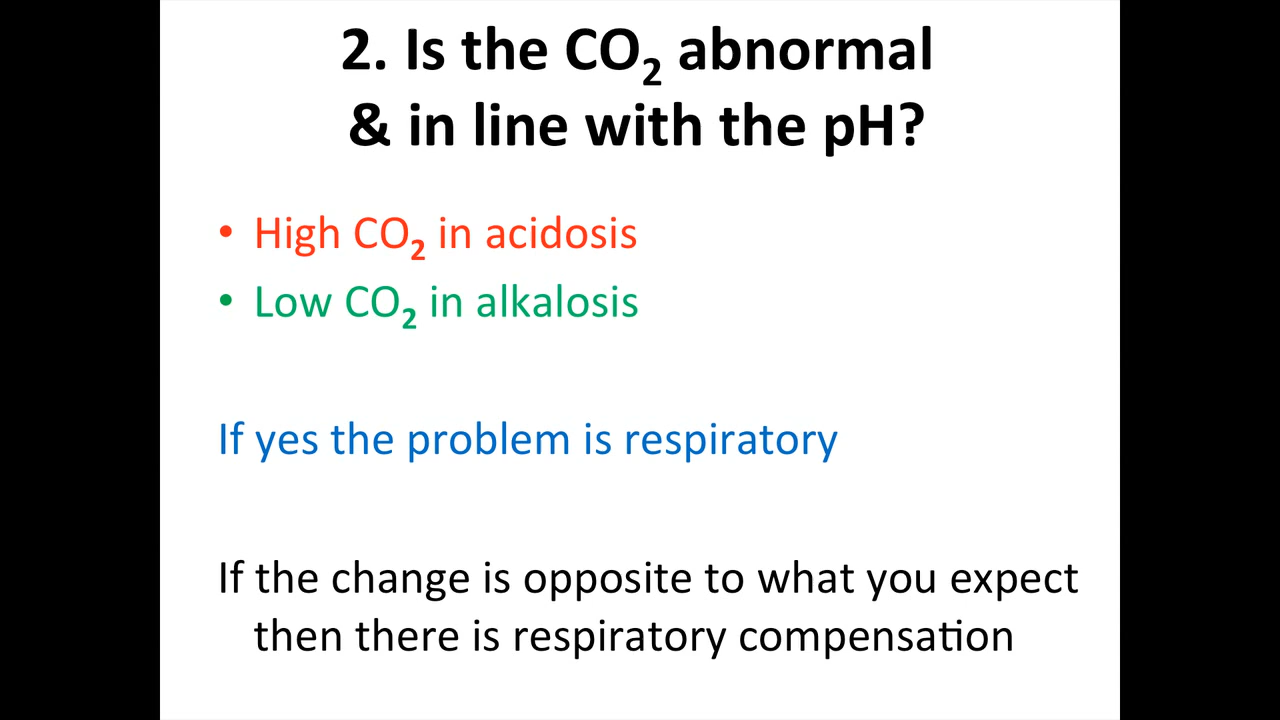 2. Is the CO₂ abnormal
& in line with the pH?
• High CO₂ in acidosis
• Low CO₂ in alkalosis
If yes the problem is respiratory
If the change is opposite to what you expect
then there is respiratory compensation